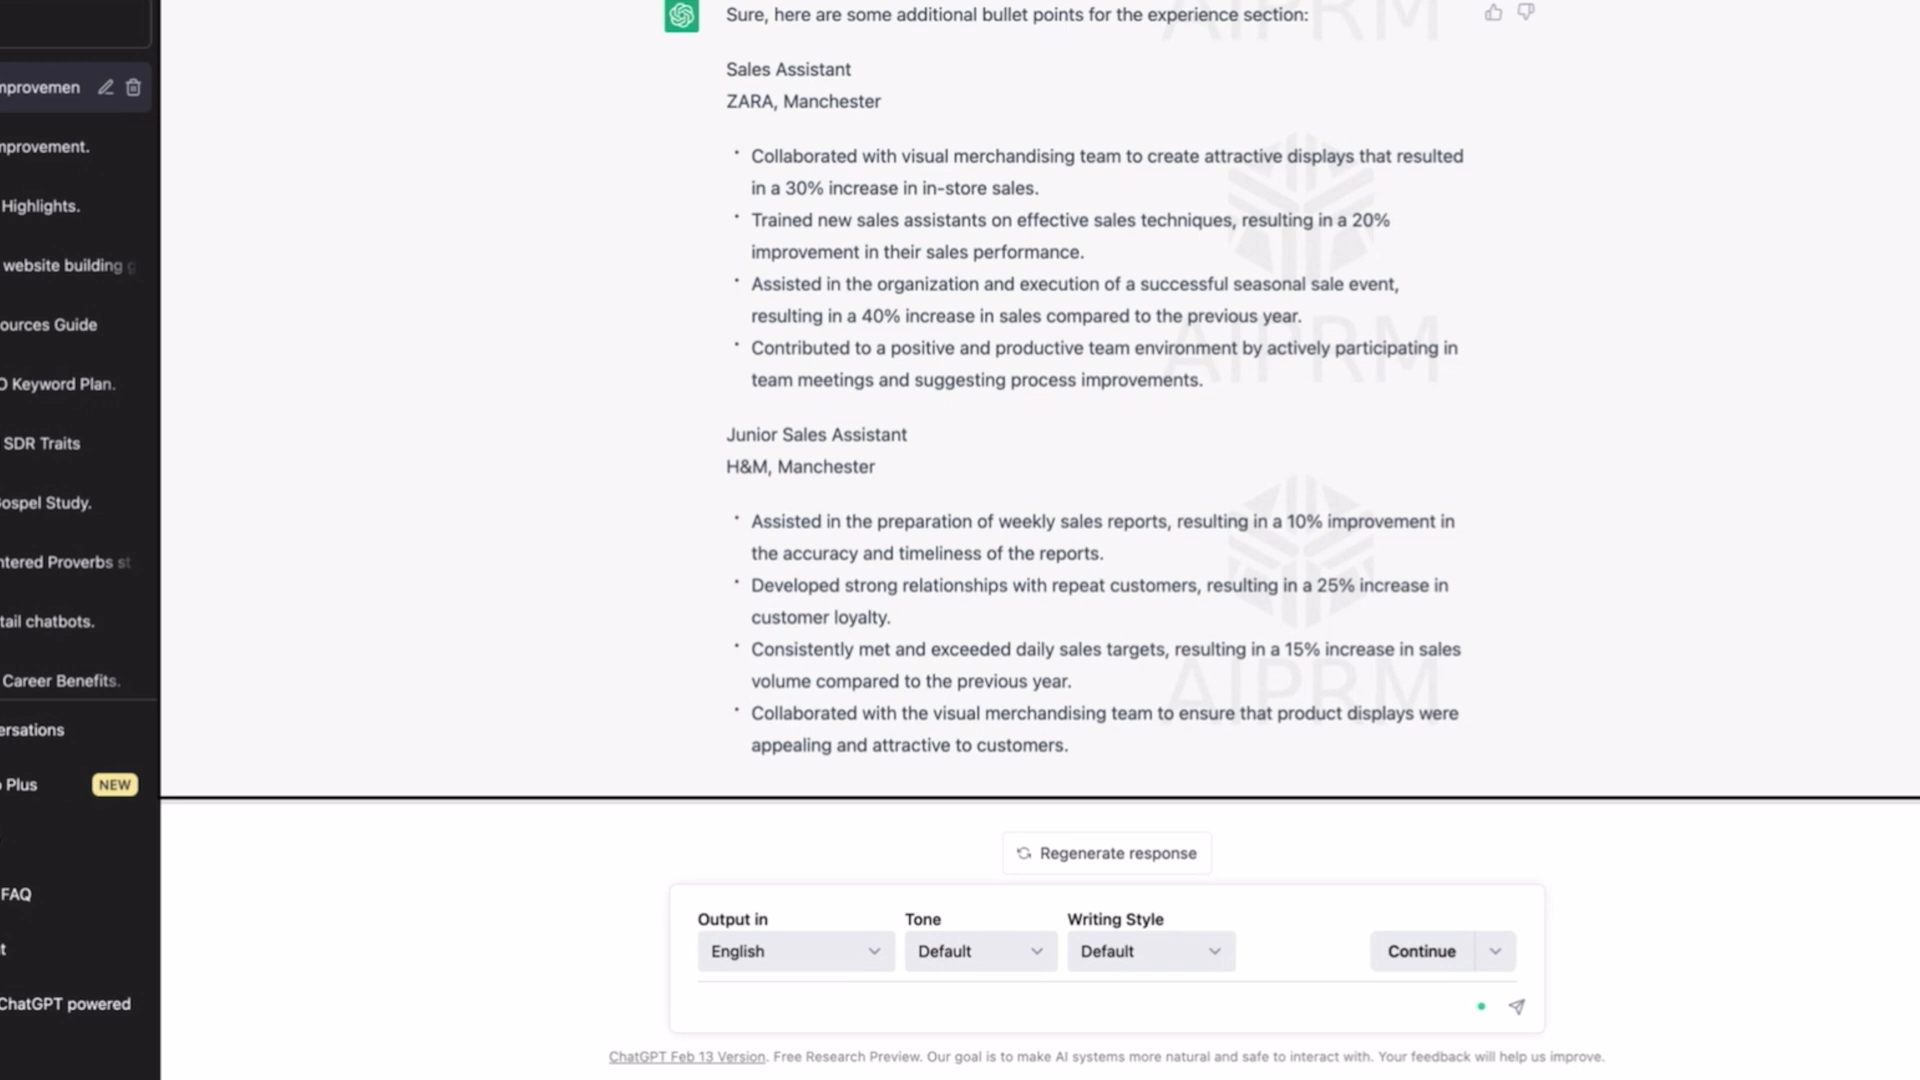 Sure, here are some additional bullet points for the experience section:
Sales Assistant
ZARA, Manchester
Collaborated with visual merchandising team to create attractive displays that resulted
in a 30% increase in in-store sales.
Trained new sales assistants on effective sales techniques, resulting in a 20%
improvement in their sales performance.
Assisted in the organization and execution of a successful seasonal sale event,
resulting in a 40% increase in sales compared to the previous year.
Contributed to a positive and productive team environment by actively participating in
team meetings and suggesting process improvements.
Junior Sales Assistant
H&M, Manchester
Assisted in the preparation of weekly sales reports, resulting in a 10% improvement in
the accuracy and timeliness of the reports.
Developed strong relationships with repeat customers, resulting in a 25% increase in
customer loyalty.
Consistently met and exceeded daily sales targets, resulting in a 15% increase in sales
volume compared to the previous year.
Collaborated with the visual merchandising team to ensure that product displays were
appealing and attractive to customers.
AIPRM
AIPRM
AIPRM
mprovemen
mprovement.
Highlights.
website building g
ources Guide
O Keyword Plan.
SDR Traits
Gospel Study.
ntered Proverbs st
tail chatbots.
Career Benefits.
ersations
Plus NEW
FAQ
t
ChatGPT powered
Regenerate response
Output in Tone Writing Style
English Default Default Continue
ChatGPT Feb 13 Version. Free Research Preview. Our goal is to make AI systems more natural and safe to interact with. Your feedback will help us improve.